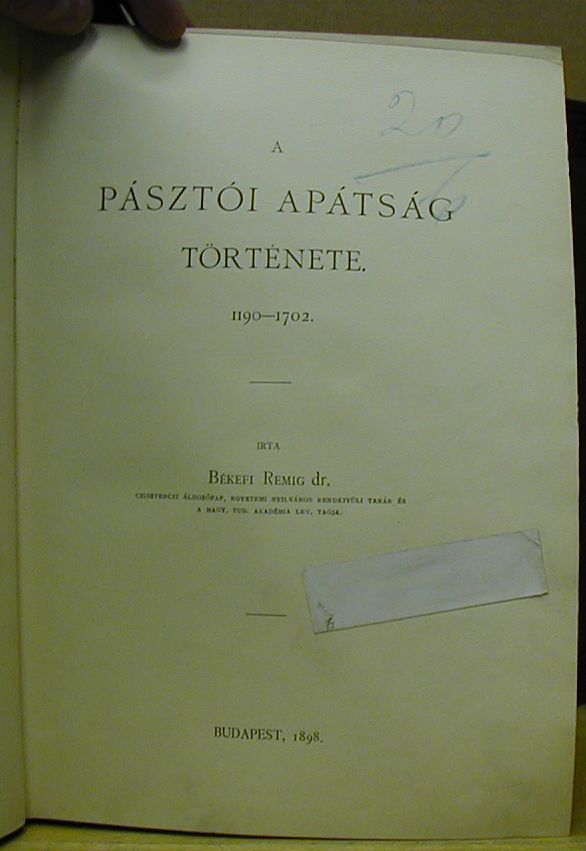 20
A
PÁSZTÓI APÁTSÁG
TÖRTÉNETE.
1190—1702.
IRTA
BÉKEFI REMIG dr.
CZISZTERCZI ÁLDOZÓPAP, EGYETEMI NYILVÁNOS RENDKIVÜLI TANÁR ÉS
A MAGY. TUD. AKADÉMIA LEV. TAGJA.
BUDAPEST, 1898.